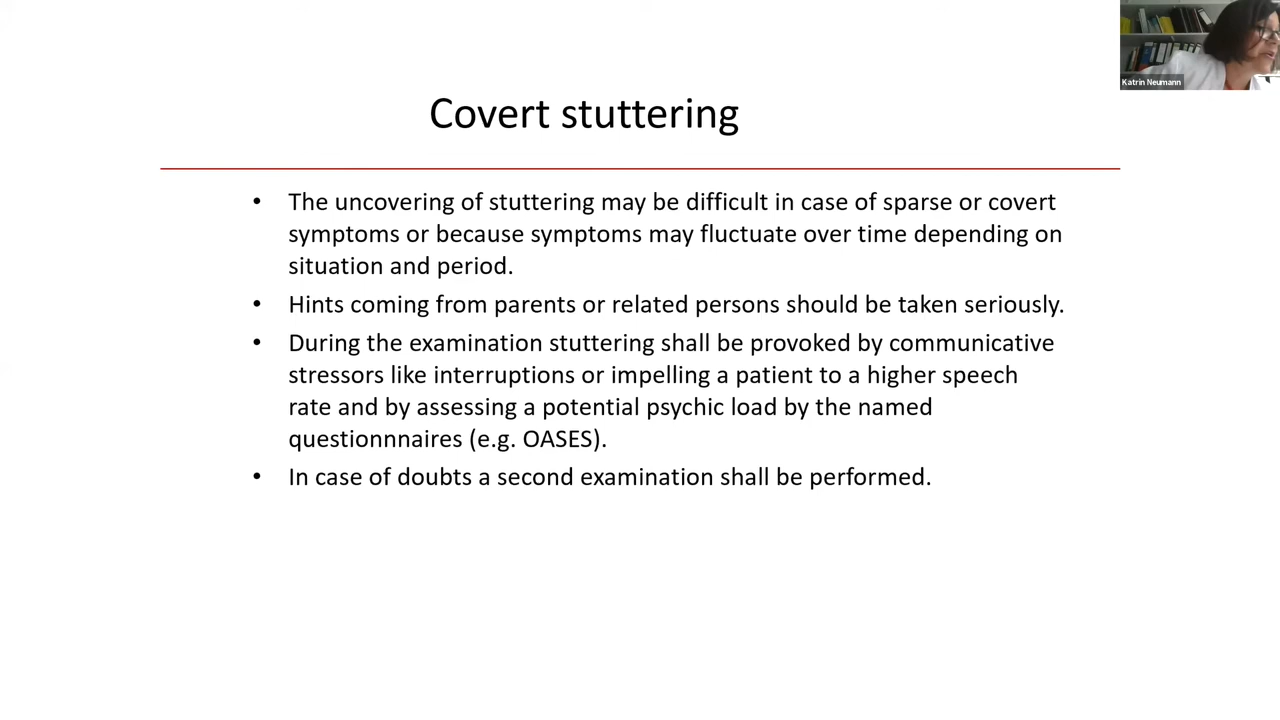 Katrin Neumann
Covert stuttering
• The uncovering of stuttering may be difficult in case of sparse or covert
symptoms or because symptoms may fluctuate over time depending on
situation and period.
• Hints coming from parents or related persons should be taken seriously.
• During the examination stuttering shall be provoked by communicative
stressors like interruptions or impelling a patient to a higher speech
rate and by assessing a potential psychic load by the named
questionnnaires (e.g. OASES).
• In case of doubts a second examination shall be performed.